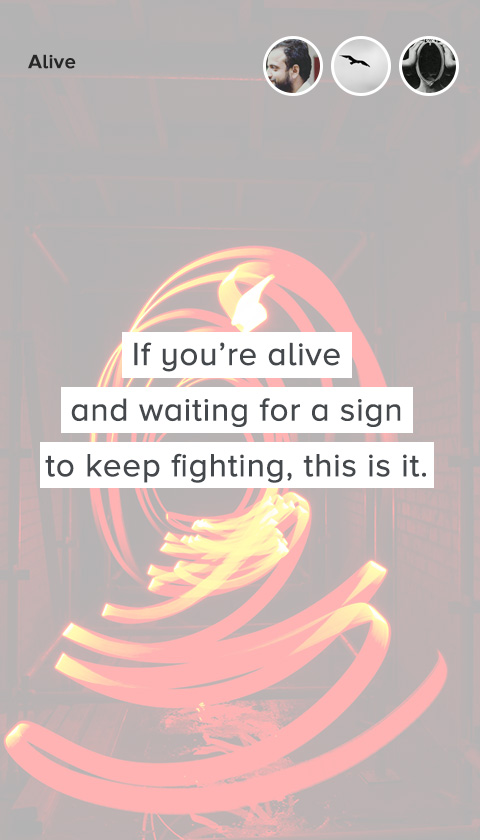 Alive
If you’re alive
and waiting for a sign
to keep fighting, this is it.